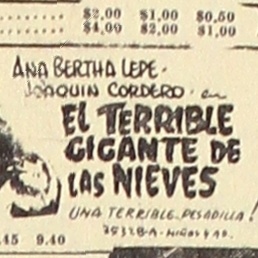 ...... $2.00 $1.00 $0.50
...... $4.00 $2.00 $1.00
ANA BERTHA LEPE.
JOAQUIN CORDERO. en
EL TERRIBLE
GIGANTE DE
LAS NIEVES
UNA TERRIBLE PESADILLA!
.45 9.40